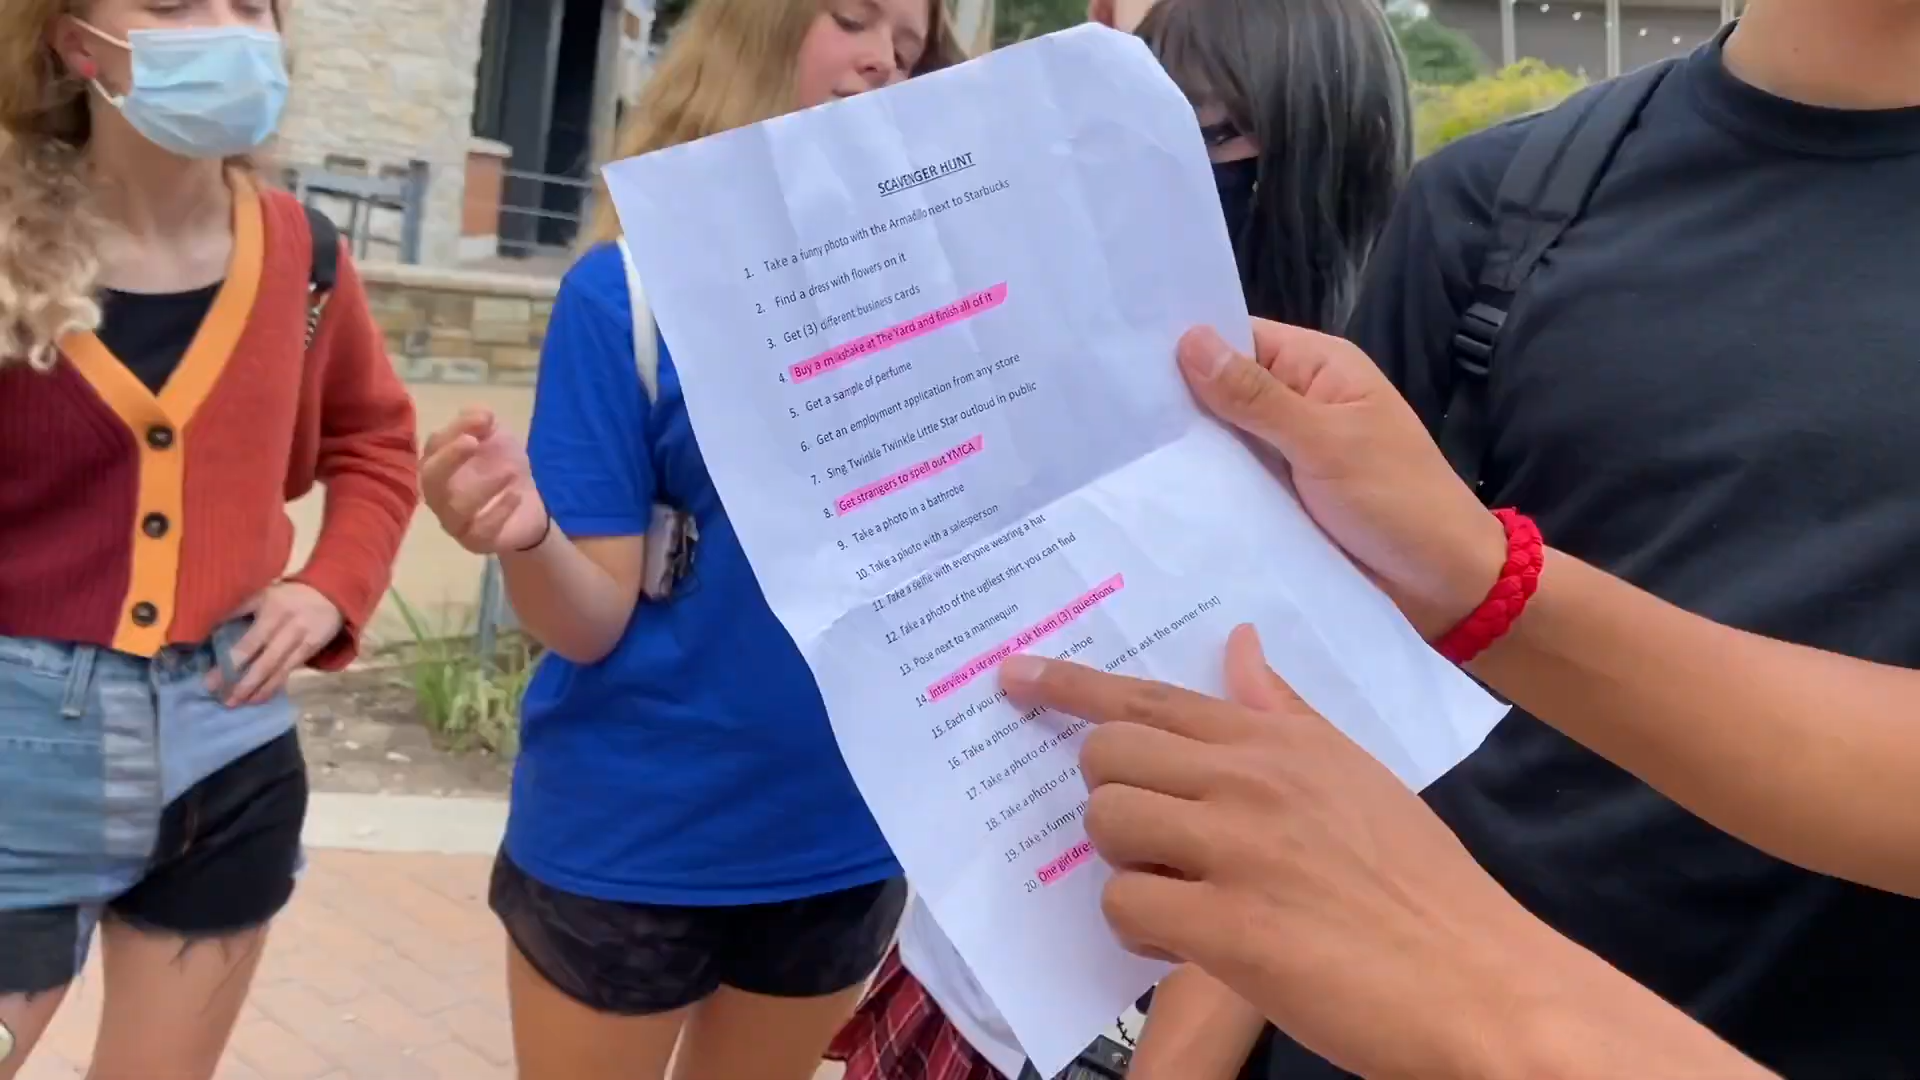 SCAVENGER HUNT
1. Take a funny photo with the Armadillo next to Starbucks
2. Find a dress with flowers on it
3. Get (3) different business cards
4. Buy a milkshake at The Yard and finish all of it
5. Get a sample of perfume
6. Get an employment application from any store
7. Sing Twinkle Twinkle Little Star outloud in public
8. Get strangers to spell out YMCA
9. Take a photo in a bathrobe
10. Take a photo with a salesperson
11. Take a selfie with everyone wearing a hat
12. Take a photo of the ugliest shirt you can find
13. Pose next to a mannequin
14. Interview a stranger...Ask them (3) questions
15. Each of you pu shoe
16. Take a photo next sure to ask the owner first)
17. Take a photo of a red
18. Take a photo of a
19. Take a funny
20. One girl